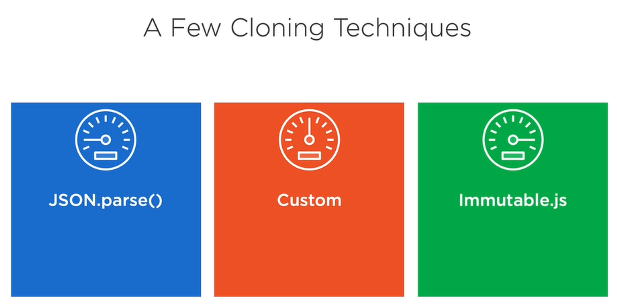 A Few Cloning Techniques
JSON.parse()
Custom
Immutable.js